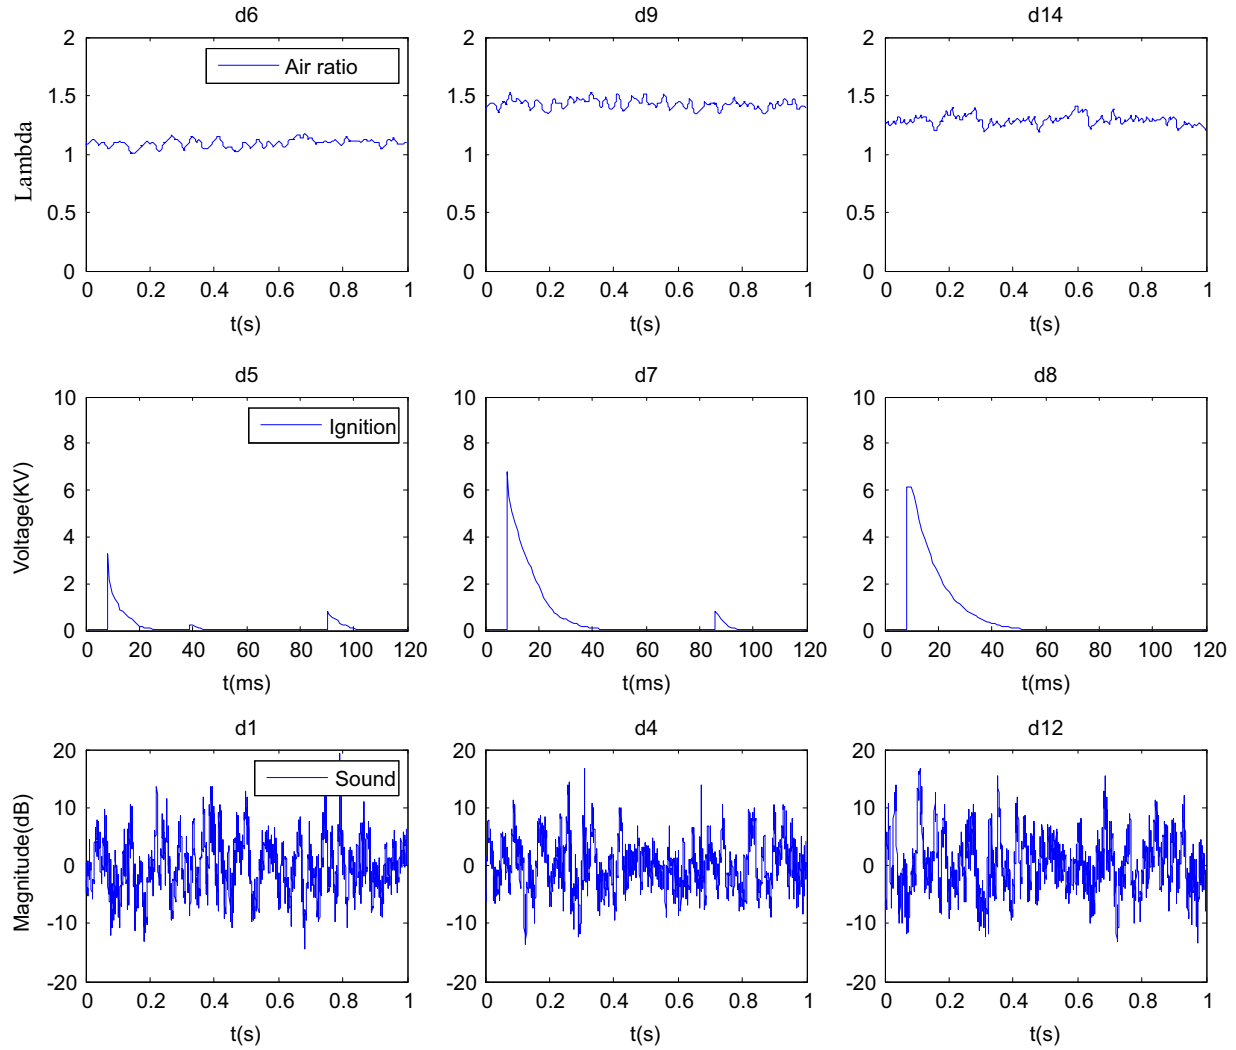 d6 d9 d14
2 2 2
Air ratio
1.5 1.5 1.5
Lambda
1 1 1
0.5 0.5 0.5
0 0 0
0 0.2 0.4 0.6 0.8 1 0 0.2 0.4 0.6 0.8 1 0 0.2 0.4 0.6 0.8 1
t(s) t(s) t(s)
d5 d7 d8
10 10 10
Ignition
8 8 8
Voltage(KV)
6 6 6
4 4 4
2 2 2
0 0 0
0 20 40 60 80 100 120 0 20 40 60 80 100 120 0 20 40 60 80 100 120
t(ms) t(ms) t(ms)
d1 d4 d12
20 20 20
Sound
10 10 10
Magnitude(dB)
0 0 0
-10 -10 -10
-20 -20 -20
0 0.2 0.4 0.6 0.8 1 0 0.2 0.4 0.6 0.8 1 0 0.2 0.4 0.6 0.8 1
t(s) t(s) t(s)